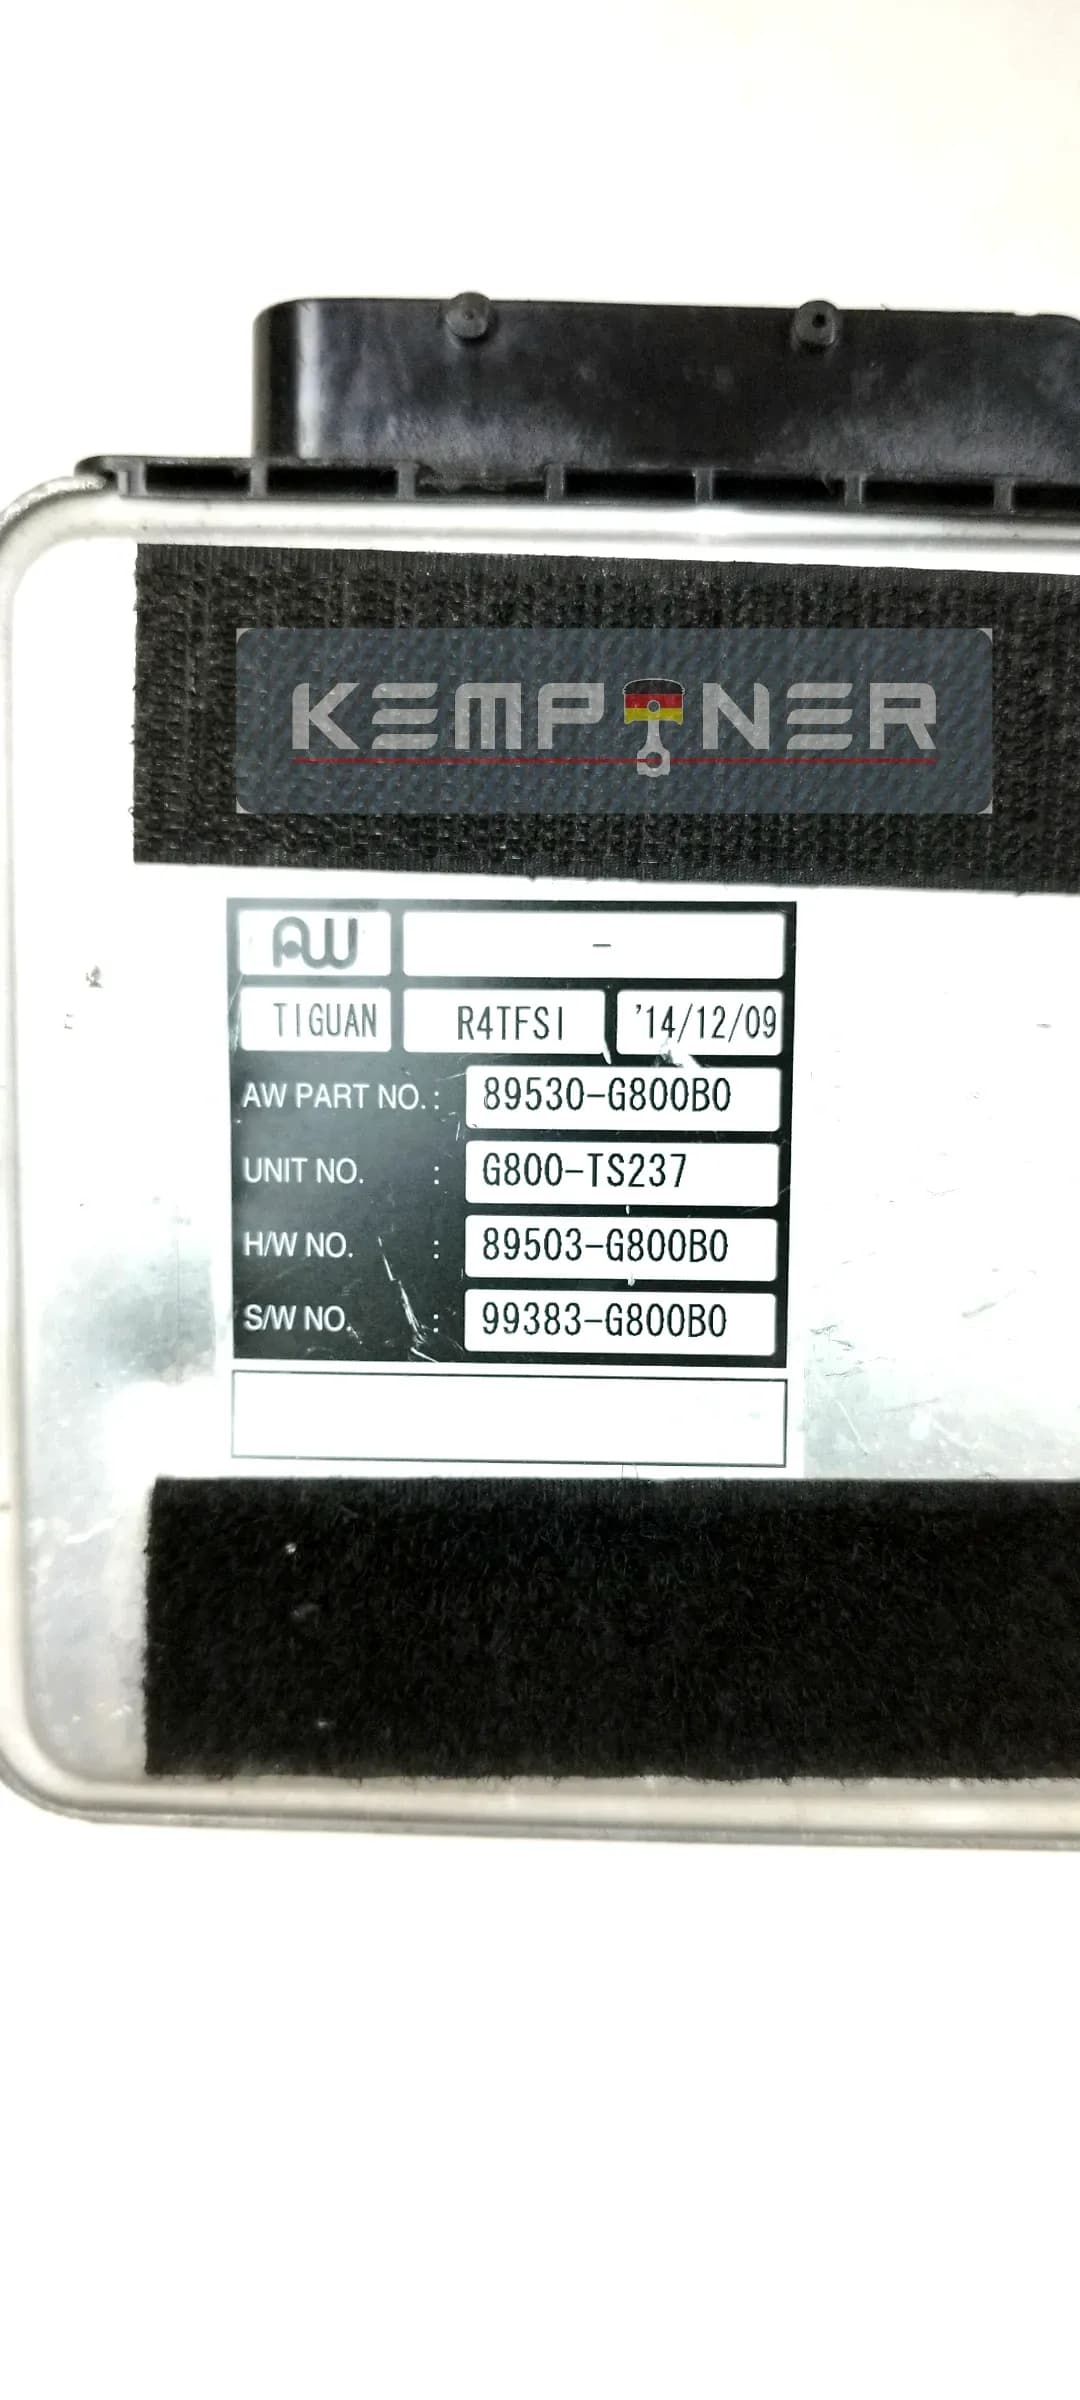 KEMPTNER
AW
-
TIGUAN R4TFSI '14/12/09
AW PART NO.: 89530-G800B0
UNIT NO. : G800-TS237
H/W NO. : 89503-G800B0
S/W NO. : 99383-G800B0